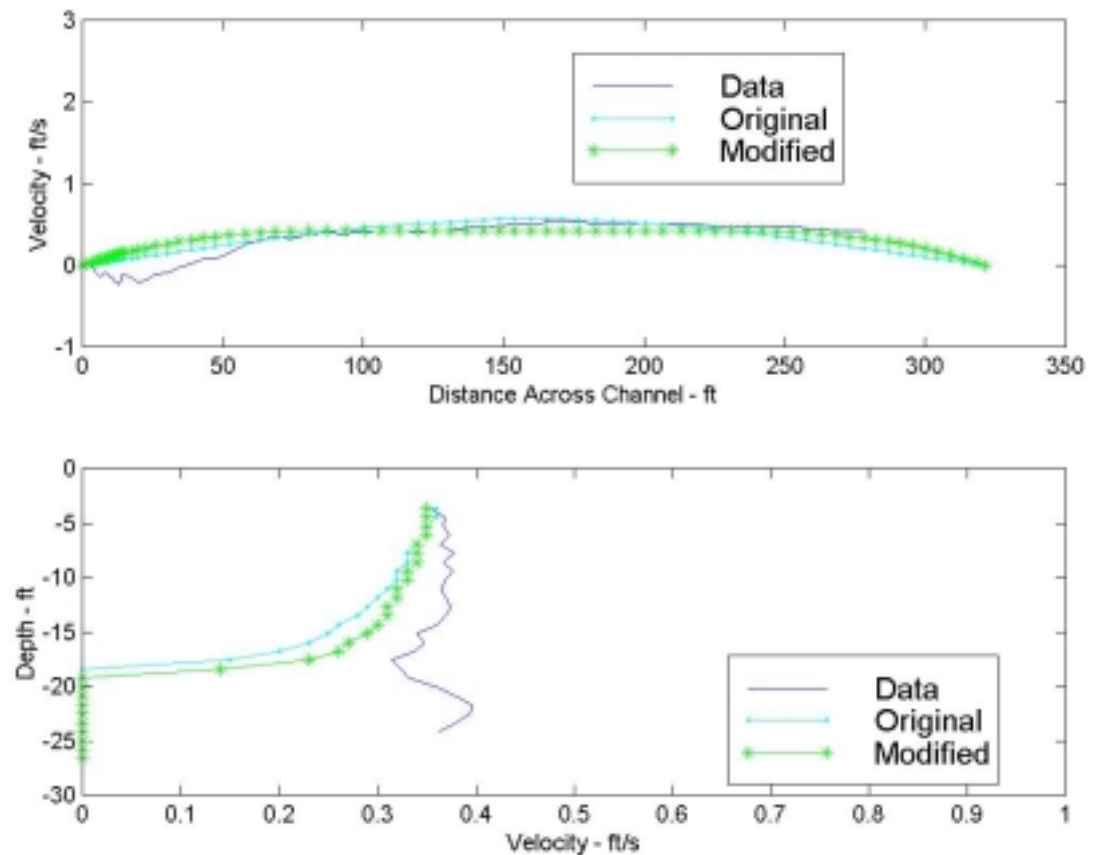 3
2
1
0
-1
Velocity - ft/s
Data
Original
Modified
0 50 100 150 200 250 300 350
Distance Across Channel - ft
0
-5
-10
-15
-20
-25
-30
Depth - ft
Data
Original
Modified
0 0.1 0.2 0.3 0.4 0.5 0.6 0.7 0.8 0.9 1
Velocity - ft/s